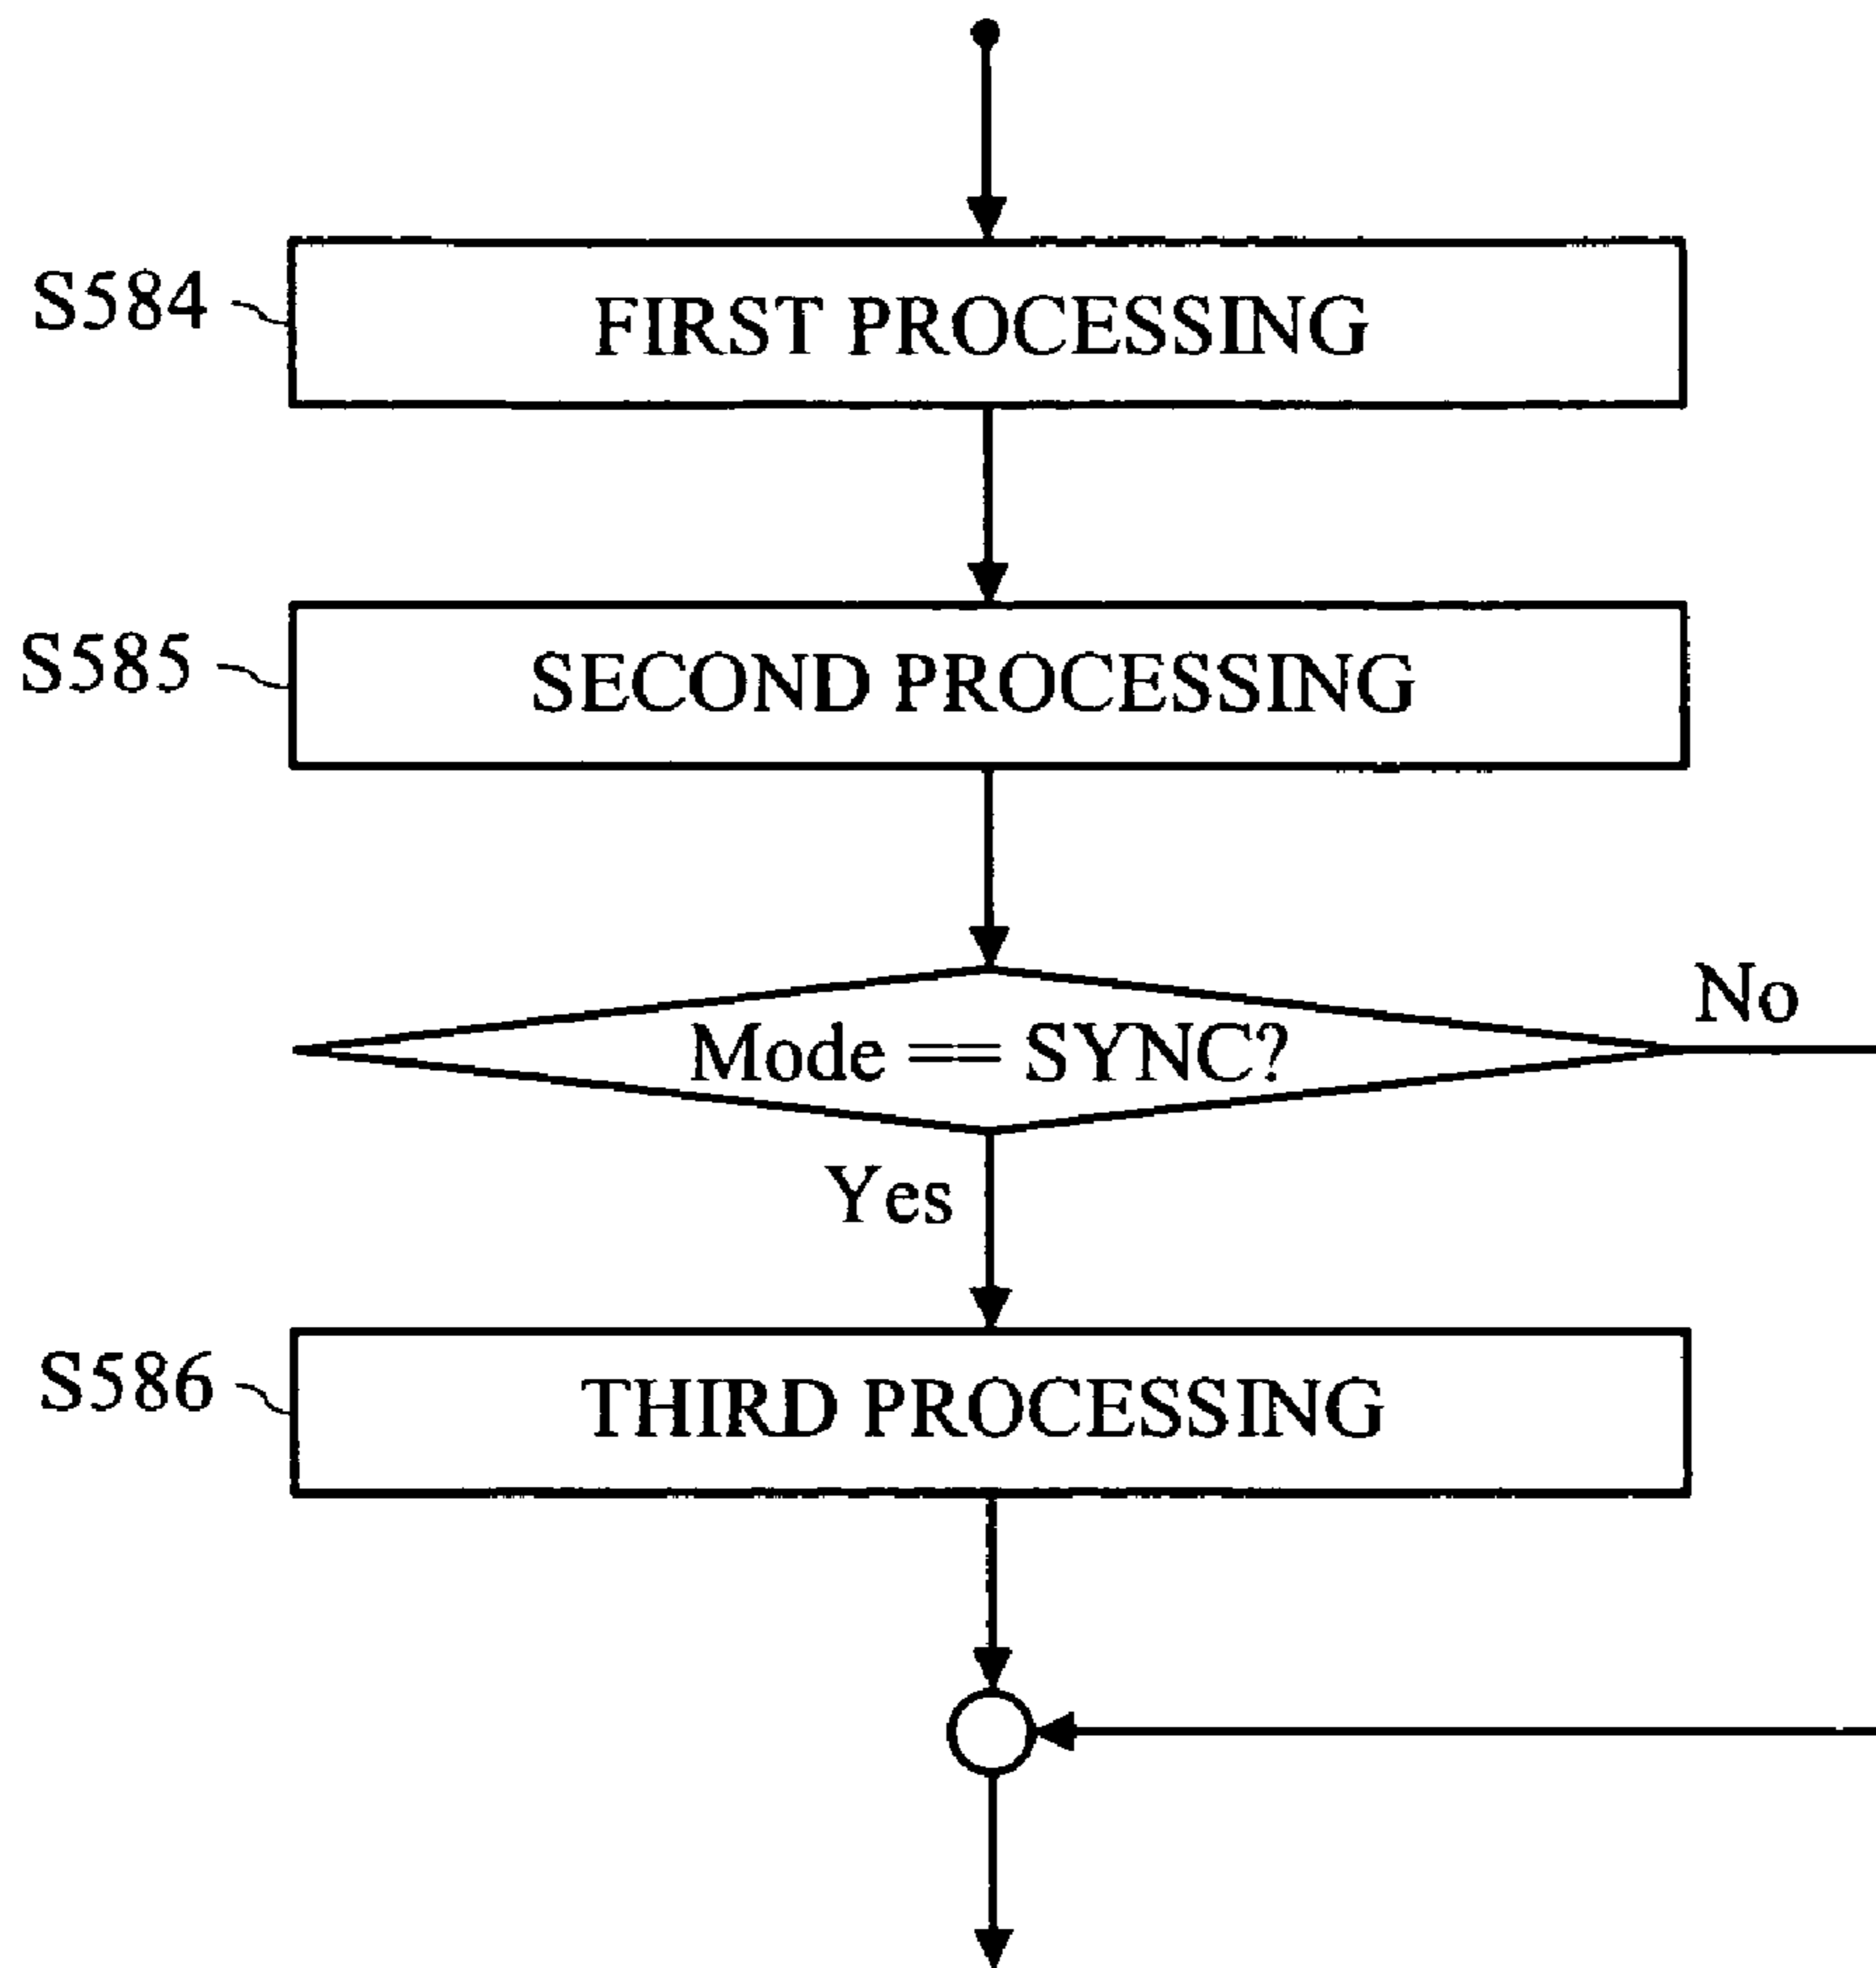 S584
FIRST PROCESSING
S585
SECOND PROCESSING
No
Mode == SYNC?
Yes
S586
THIRD PROCESSING